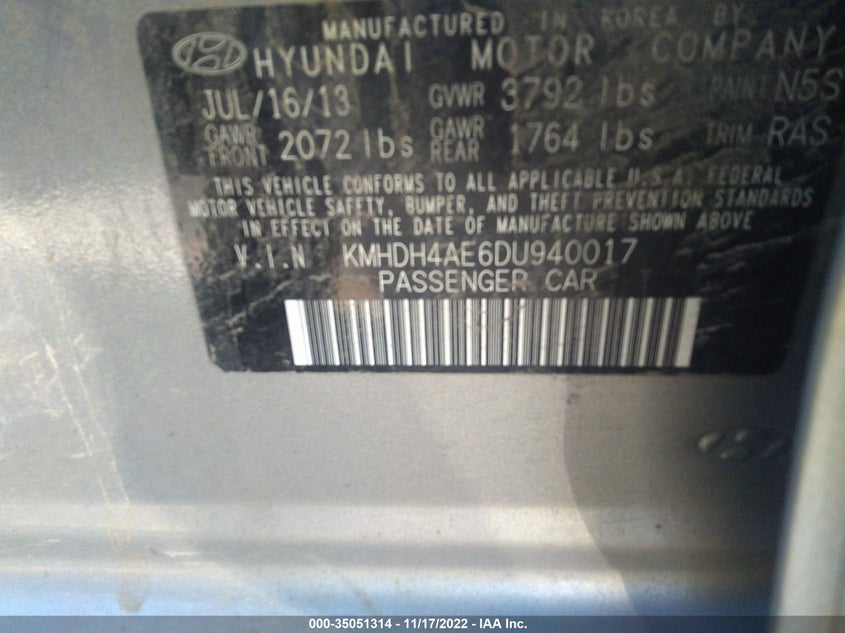 MANUFACTURED IN KOREA BY
HYUNDAI MOTOR COMPANY
JUL/16/13 GVWR 3792 lbs PAINT N5S
GAWR FRONT 2072 lbs GAWR REAR 1764 lbs TRIM RAS
THIS VEHICLE CONFORMS TO ALL APPLICABLE U.S.A. FEDERAL
MOTOR VEHICLE SAFETY, BUMPER, AND THEFT PREVENTION STANDARDS
IN EFFECT ON THE DATE OF MANUFACTURE SHOWN ABOVE
V.I.N KMHDH4AE6DU940017
PASSENGER CAR
000-35051314 - 11/17/2022 - IAA Inc.